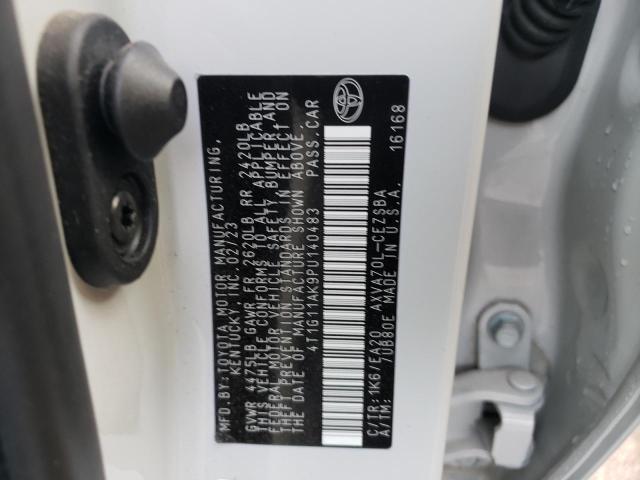 MFD.BY:TOYOTA MOTOR MANUFACTURING,
KENTUCKY, INC. 02/23
GVWR 4475LB GAWR FR 2620LB RR 2420LB
THIS VEHICLE CONFORMS TO ALL APPLICABLE
FEDERAL MOTOR VEHICLE SAFETY, BUMPER, AND
THEFT PREVENTION STANDARDS IN EFFECT ON
THE DATE OF MANUFACTURE SHOWN ABOVE.
4T1G11AK9PU140483 PASS. CAR
C/TR:1K6/EA20 AXVA70L-CEZSBA
A/TM: 70B80E MADE IN U.S.A.
16168